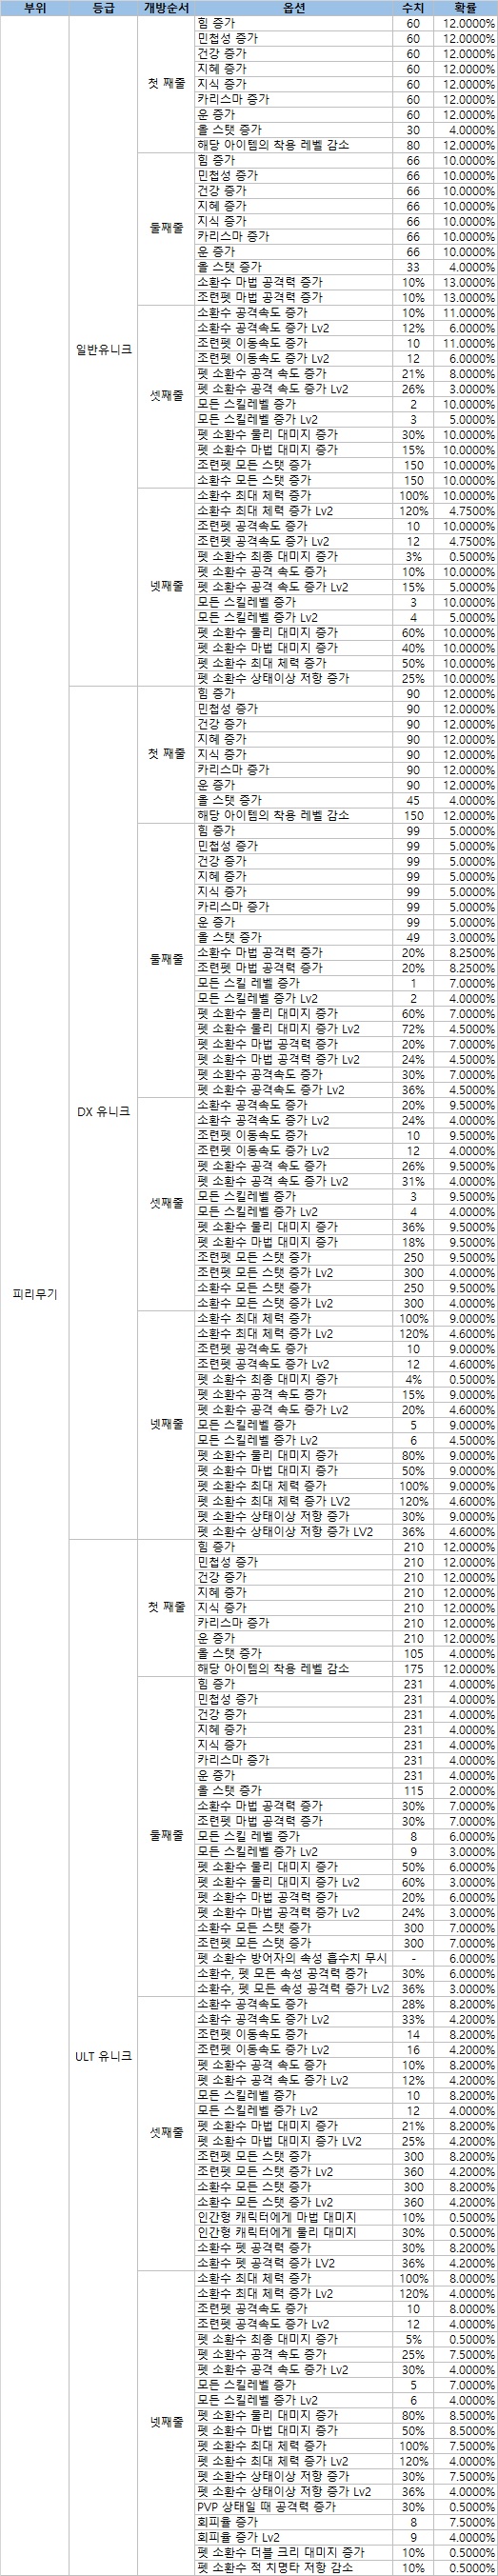 부위 등급 개방순서 옵션 수치 확률
피리무기
일반유니크
첫 째줄
힘 증가 60 12.0000%
민첩성 증가 60 12.0000%
건강 증가 60 12.0000%
지혜 증가 60 12.0000%
지식 증가 60 12.0000%
카리스마 증가 60 12.0000%
운 증가 60 12.0000%
올 스탯 증가 30 4.0000%
해당 아이템의 착용 레벨 감소 80 12.0000%
둘째줄
힘 증가 66 10.0000%
민첩성 증가 66 10.0000%
건강 증가 66 10.0000%
지혜 증가 66 10.0000%
지식 증가 66 10.0000%
카리스마 증가 66 10.0000%
운 증가 66 10.0000%
올 스탯 증가 33 4.0000%
소환수 마법 공격력 증가 10% 13.0000%
조련펫 마법 공격력 증가 10% 13.0000%
셋째줄
소환수 공격속도 증가 10% 11.0000%
소환수 공격속도 증가 Lv2 12% 6.0000%
조련펫 이동속도 증가 10 11.0000%
조련펫 이동속도 증가 Lv2 12 6.0000%
펫 소환수 공격 속도 증가 21% 8.0000%
펫 소환수 공격 속도 증가 Lv2 26% 3.0000%
모든 스킬레벨 증가 2 10.0000%
모든 스킬레벨 증가 Lv2 3 5.0000%
펫 소환수 물리 대미지 증가 30% 10.0000%
펫 소환수 마법 대미지 증가 15% 10.0000%
조련펫 모든 스탯 증가 150 10.0000%
소환수 모든 스탯 증가 150 10.0000%
넷째줄
소환수 최대 체력 증가 100% 10.0000%
소환수 최대 체력 증가 Lv2 120% 4.7500%
조련펫 공격속도 증가 10 10.0000%
조련펫 공격속도 증가 Lv2 12 4.7500%
펫 소환수 최종 대미지 증가 3% 0.5000%
펫 소환수 공격 속도 증가 10% 10.0000%
펫 소환수 공격 속도 증가 Lv2 15% 5.0000%
모든 스킬레벨 증가 3 10.0000%
모든 스킬레벨 증가 Lv2 4 5.0000%
펫 소환수 물리 대미지 증가 60% 10.0000%
펫 소환수 마법 대미지 증가 40% 10.0000%
펫 소환수 최대 체력 증가 50% 10.0000%
펫 소환수 상태이상 저항 증가 25% 10.0000%
DX 유니크
첫 째줄
힘 증가 90 12.0000%
민첩성 증가 90 12.0000%
건강 증가 90 12.0000%
지혜 증가 90 12.0000%
지식 증가 90 12.0000%
카리스마 증가 90 12.0000%
운 증가 90 12.0000%
올 스탯 증가 45 4.0000%
해당 아이템의 착용 레벨 감소 150 12.0000%
둘째줄
힘 증가 99 5.0000%
민첩성 증가 99 5.0000%
건강 증가 99 5.0000%
지혜 증가 99 5.0000%
지식 증가 99 5.0000%
카리스마 증가 99 5.0000%
운 증가 99 5.0000%
올 스탯 증가 49 3.0000%
소환수 마법 공격력 증가 20% 8.2500%
조련펫 마법 공격력 증가 20% 8.2500%
모든 스킬 레벨 증가 1 7.0000%
모든 스킬레벨 증가 Lv2 2 4.0000%
펫 소환수 물리 대미지 증가 60% 7.0000%
펫 소환수 물리 대미지 증가 Lv2 72% 4.5000%
펫 소환수 마법 공격력 증가 20% 7.0000%
펫 소환수 마법 공격력 증가 Lv2 24% 4.5000%
펫 소환수 공격속도 증가 30% 7.0000%
펫 소환수 공격속도 증가 Lv2 36% 4.5000%
셋째줄
소환수 공격속도 증가 20% 9.5000%
소환수 공격속도 증가 Lv2 24% 4.0000%
조련펫 이동속도 증가 10 9.5000%
조련펫 이동속도 증가 Lv2 12 4.0000%
펫 소환수 공격 속도 증가 26% 9.5000%
펫 소환수 공격 속도 증가 Lv2 31% 4.0000%
모든 스킬레벨 증가 3 9.5000%
모든 스킬레벨 증가 Lv2 4 4.0000%
펫 소환수 물리 대미지 증가 36% 9.5000%
펫 소환수 마법 대미지 증가 18% 9.5000%
조련펫 모든 스탯 증가 250 9.5000%
조련펫 모든 스탯 증가 Lv2 300 4.0000%
소환수 모든 스탯 증가 250 9.5000%
소환수 모든 스탯 증가 Lv2 300 4.0000%
넷째줄
소환수 최대 체력 증가 100% 9.0000%
소환수 최대 체력 증가 Lv2 120% 4.6000%
조련펫 공격속도 증가 10 9.0000%
조련펫 공격속도 증가 Lv2 12 4.6000%
펫 소환수 최종 대미지 증가 4% 0.5000%
펫 소환수 공격 속도 증가 15% 9.0000%
펫 소환수 공격 속도 증가 Lv2 20% 4.6000%
모든 스킬레벨 증가 5 9.0000%
모든 스킬레벨 증가 Lv2 6 4.5000%
펫 소환수 물리 대미지 증가 80% 9.0000%
펫 소환수 마법 대미지 증가 50% 9.0000%
펫 소환수 최대 체력 증가 100% 9.0000%
펫 소환수 최대 체력 증가 LV2 120% 4.6000%
펫 소환수 상태이상 저항 증가 30% 9.0000%
펫 소환수 상태이상 저항 증가 LV2 36% 4.6000%
ULT 유니크
첫 째줄
힘 증가 210 12.0000%
민첩성 증가 210 12.0000%
건강 증가 210 12.0000%
지혜 증가 210 12.0000%
지식 증가 210 12.0000%
카리스마 증가 210 12.0000%
운 증가 210 12.0000%
올 스탯 증가 105 4.0000%
해당 아이템의 착용 레벨 감소 175 12.0000%
둘째줄
힘 증가 231 4.0000%
민첩성 증가 231 4.0000%
건강 증가 231 4.0000%
지혜 증가 231 4.0000%
지식 증가 231 4.0000%
카리스마 증가 231 4.0000%
운 증가 231 4.0000%
올 스탯 증가 115 2.0000%
소환수 마법 공격력 증가 30% 7.0000%
조련펫 마법 공격력 증가 30% 7.0000%
모든 스킬 레벨 증가 8 6.0000%
모든 스킬레벨 증가 Lv2 9 3.0000%
펫 소환수 물리 대미지 증가 50% 6.0000%
펫 소환수 물리 대미지 증가 Lv2 60% 3.0000%
펫 소환수 마법 공격력 증가 20% 6.0000%
펫 소환수 마법 공격력 증가 Lv2 24% 3.0000%
소환수 모든 스탯 증가 300 7.0000%
조련펫 모든 스탯 증가 300 7.0000%
펫 소환수 방어자의 속성 흡수치 무시 - 6.0000%
소환수, 펫 모든 속성 공격력 증가 30% 6.0000%
소환수, 펫 모든 속성 공격력 증가 Lv2 36% 3.0000%
셋째줄
소환수 공격속도 증가 28% 8.2000%
소환수 공격속도 증가 Lv2 33% 4.2000%
조련펫 이동속도 증가 14 8.2000%
조련펫 이동속도 증가 Lv2 16 4.2000%
펫 소환수 공격 속도 증가 10% 8.2000%
펫 소환수 공격 속도 증가 Lv2 12% 4.2000%
모든 스킬레벨 증가 10 8.2000%
모든 스킬레벨 증가 Lv2 12 4.0000%
펫 소환수 마법 대미지 증가 21% 8.2000%
펫 소환수 마법 대미지 증가 LV2 25% 4.2000%
조련펫 모든 스탯 증가 300 8.2000%
조련펫 모든 스탯 증가 Lv2 360 4.2000%
소환수 모든 스탯 증가 300 8.2000%
소환수 모든 스탯 증가 Lv2 360 4.2000%
인간형 캐릭터에게 마법 대미지 10% 0.5000%
인간형 캐릭터에게 물리 대미지 30% 0.5000%
소환수 펫 공격력 증가 30% 8.2000%
소환수 펫 공격력 증가 LV2 36% 4.2000%
넷째줄
소환수 최대 체력 증가 100% 8.0000%
소환수 최대 체력 증가 Lv2 120% 4.0000%
조련펫 공격속도 증가 10 8.0000%
조련펫 공격속도 증가 Lv2 12 4.0000%
펫 소환수 최종 대미지 증가 5% 0.5000%
펫 소환수 공격 속도 증가 25% 7.5000%
펫 소환수 공격 속도 증가 Lv2 30% 4.0000%
모든 스킬레벨 증가 5 7.0000%
모든 스킬레벨 증가 Lv2 6 4.0000%
펫 소환수 물리 대미지 증가 80% 8.5000%
펫 소환수 마법 대미지 증가 50% 8.5000%
펫 소환수 최대 체력 증가 100% 7.5000%
펫 소환수 최대 체력 증가 Lv2 120% 4.0000%
펫 소환수 상태이상 저항 증가 30% 7.5000%
펫 소환수 상태이상 저항 증가 Lv2 36% 4.0000%
PVP 상태일 때 공격력 증가 30% 0.5000%
회피율 증가 8 7.5000%
회피율 증가 Lv2 9 4.0000%
펫 소환수 더블 크리 대미지 증가 10% 0.5000%
펫 소환수 적 치명타 저항 감소 10% 0.5000%